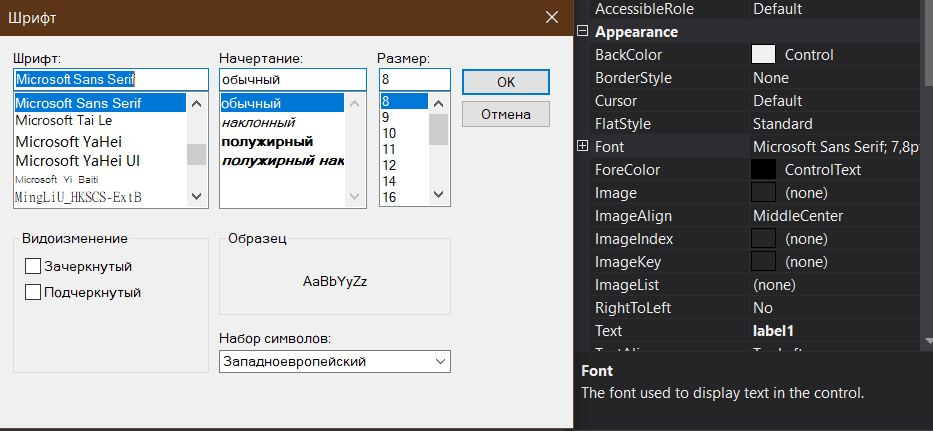 Шрифт
Шрифт:
Microsoft Sans Serif
Microsoft Sans Serif
Microsoft Tai Le
Microsoft YaHei
Microsoft YaHei UI
Microsoft Yi Baiti
MingLiU_HKSCS-ExtB
Начертание:
обычный
обычный
наклонный
полужирный
полужирный нак
Размер:
8
8
9
10
11
12
14
16
OK
Отмена
Видоизменение
Зачеркнутый
Подчеркнутый
Образец
AaBbYyZz
Набор символов:
Западноевропейский
AccessibleRole Default
Appearance
BackColor Control
BorderStyle None
Cursor Default
FlatStyle Standard
Font Microsoft Sans Serif; 7,8p
ForeColor ControlText
Image (none)
ImageAlign MiddleCenter
ImageIndex (none)
ImageKey (none)
ImageList (none)
RightToLeft No
Text label1
Font
The font used to display text in the control.